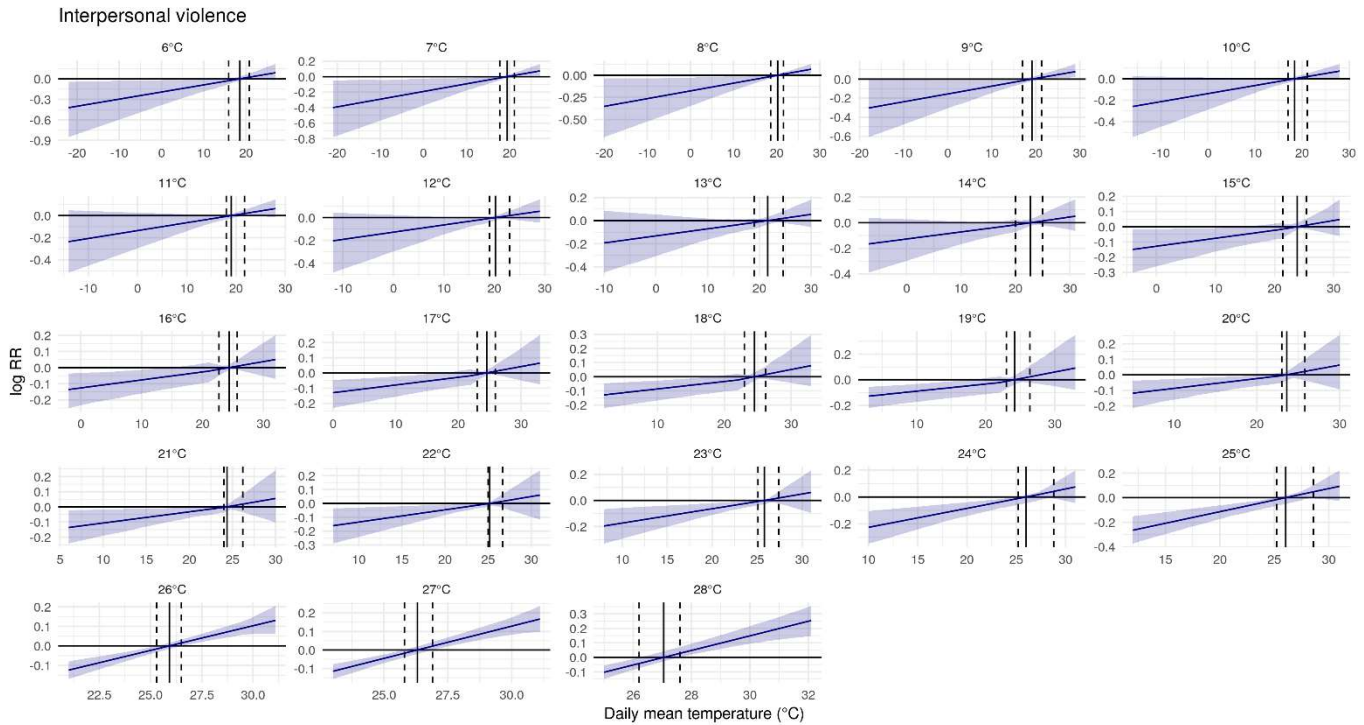 Interpersonal violence
6°C 7°C 8°C 9°C 10°C
0.0 -0.3 -0.6 -0.9
0.2 0.0 -0.2 -0.4 -0.6 -0.8
0.00 -0.25 -0.50
0.0 -0.2 -0.4 -0.6
0.0 -0.2 -0.4
-20 -10 0 10 20
-20 -10 0 10 20
-20 -10 0 10 20 30
-10 0 10 20 30
-10 0 10 20 30
11°C 12°C 13°C 14°C 15°C
0.0 -0.2 -0.4
0.0 -0.2 -0.4
0.2 0.0 -0.2 -0.4
0.2 0.0 -0.2 -0.4
0.2 0.1 0.0 -0.1 -0.2 -0.3
-10 0 10 20 30
-10 0 10 20 30
-10 0 10 20 30
0 10 20 30
0 10 20 30
16°C 17°C 18°C 19°C 20°C
log RR
0.2 0.1 0.0 -0.1 -0.2
0.2 0.1 0.0 -0.1 -0.2
0.3 0.2 0.1 0.0 -0.1 -0.2
0.2 0.0 -0.2
0.2 0.1 0.0 -0.1 -0.2
0 10 20 30
0 10 20 30
10 20 30
10 20 30
10 20 30
21°C 22°C 23°C 24°C 25°C
0.2 0.1 0.0 -0.1 -0.2
0.2 0.1 0.0 -0.1 -0.2 -0.3
0.2 0.0 -0.2
0.2 0.0 -0.2
0.2 0.0 -0.2 -0.4
5 10 15 20 25 30
10 15 20 25 30
10 15 20 25 30
10 15 20 25 30
15 20 25 30
26°C 27°C 28°C
0.2 0.1 0.0 -0.1
0.2 0.1 0.0 -0.1
0.3 0.2 0.1 0.0 -0.1
22.5 25.0 27.5 30.0
25.0 27.5 30.0
26 28 30 32
Daily mean temperature (°C)